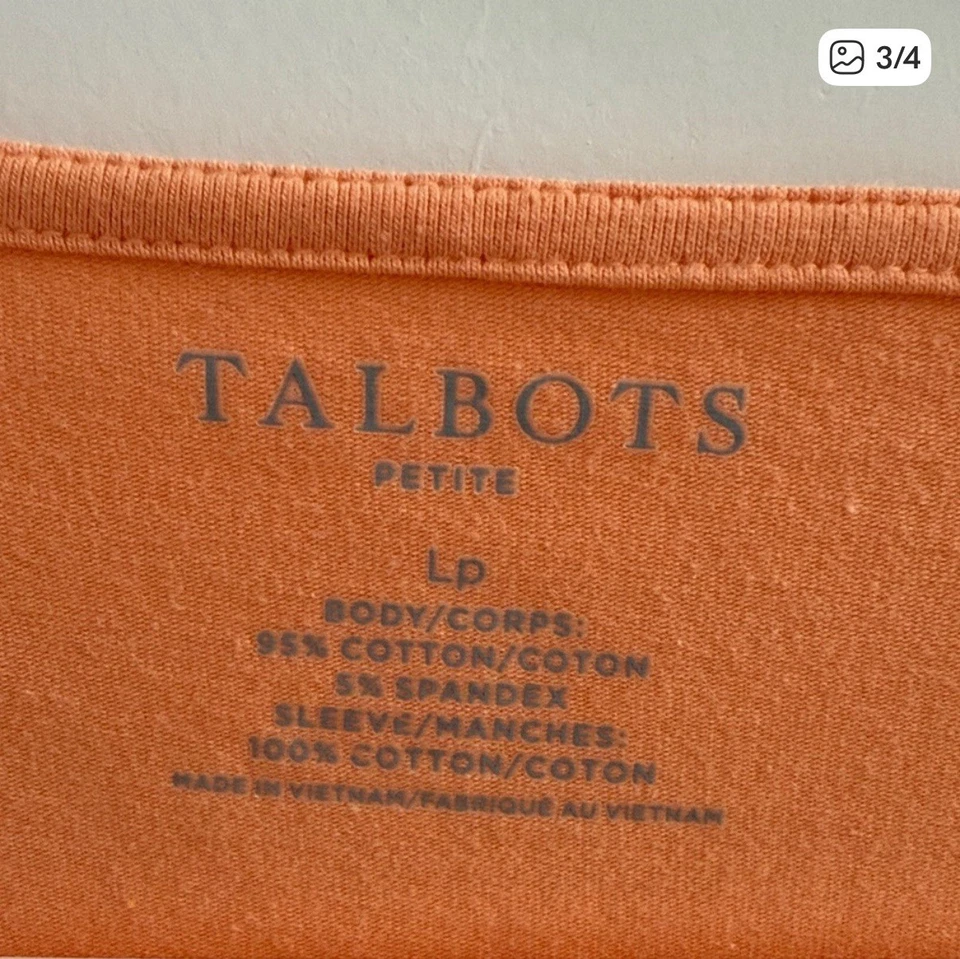 3/4
TALBOTS
PETITE
Lp
BODY/CORPS:
95% COTTON/COTON
5% SPANDEX
SLEEVE/MANCHES:
100% COTTON/COTON
MADE IN VIETNAM/FABRIQUÉ AU VIETNAM